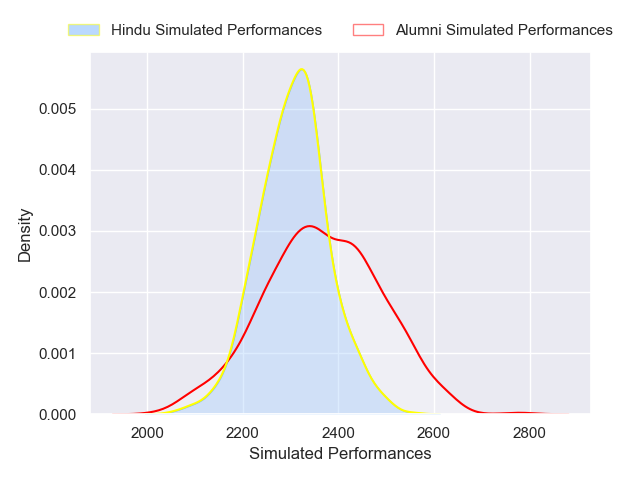 Hindu Simulated Performances Alumni Simulated Performances
0.005
0.004
0.003
0.002
0.001
0.000
Density
2000 2200 2400 2600 2800
Simulated Performances